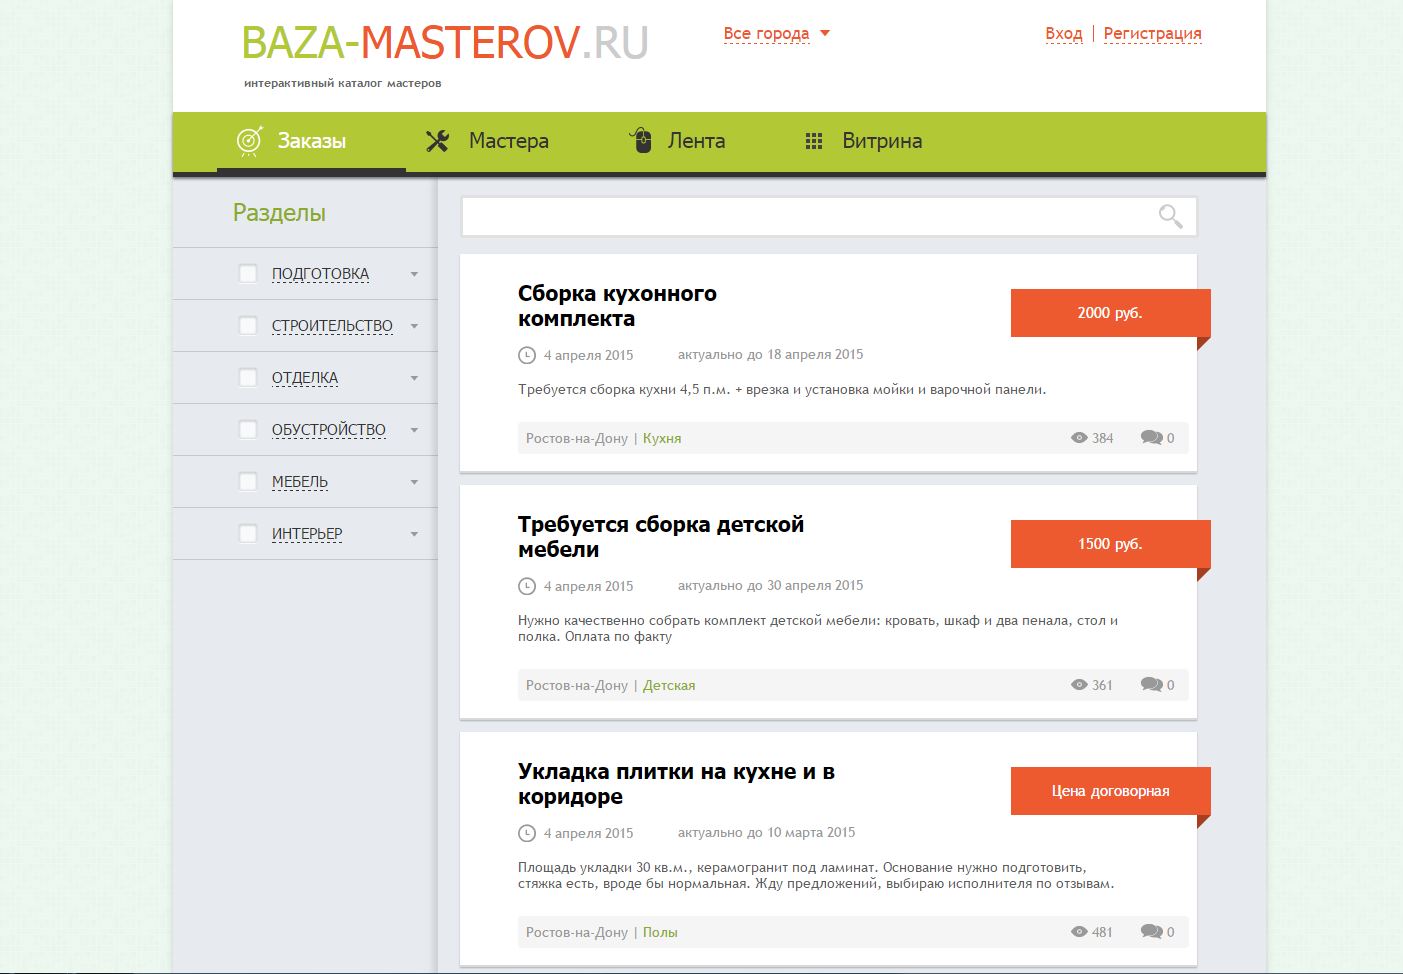 BAZA-MASTEROV.RU
интерактивный каталог мастеров
Все города
Вход | Регистрация
Заказы
Мастера
Лента
Витрина
Разделы
ПОДГОТОВКА
СТРОИТЕЛЬСТВО
ОТДЕЛКА
ОБУСТРОЙСТВО
МЕБЕЛЬ
ИНТЕРЬЕР
Сборка кухонного
комплекта
2000 руб.
4 апреля 2015
актуально до 18 апреля 2015
Требуется сборка кухни 4,5 п.м. + врезка и установка мойки и варочной панели.
Ростов-на-Дону | Кухня
384
0
Требуется сборка детской
мебели
1500 руб.
4 апреля 2015
актуально до 30 апреля 2015
Нужно качественно собрать комплект детской мебели: кровать, шкаф и два пенала, стол и
полка. Оплата по факту
Ростов-на-Дону | Детская
361
0
Укладка плитки на кухне и в
коридоре
Цена договорная
4 апреля 2015
актуально до 10 марта 2015
Площадь укладки 30 кв.м., керамогранит под ламинат. Основание нужно подготовить,
стяжка есть, вроде бы нормальная. Жду предложений, выбираю исполнителя по отзывам.
Ростов-на-Дону | Полы
481
0